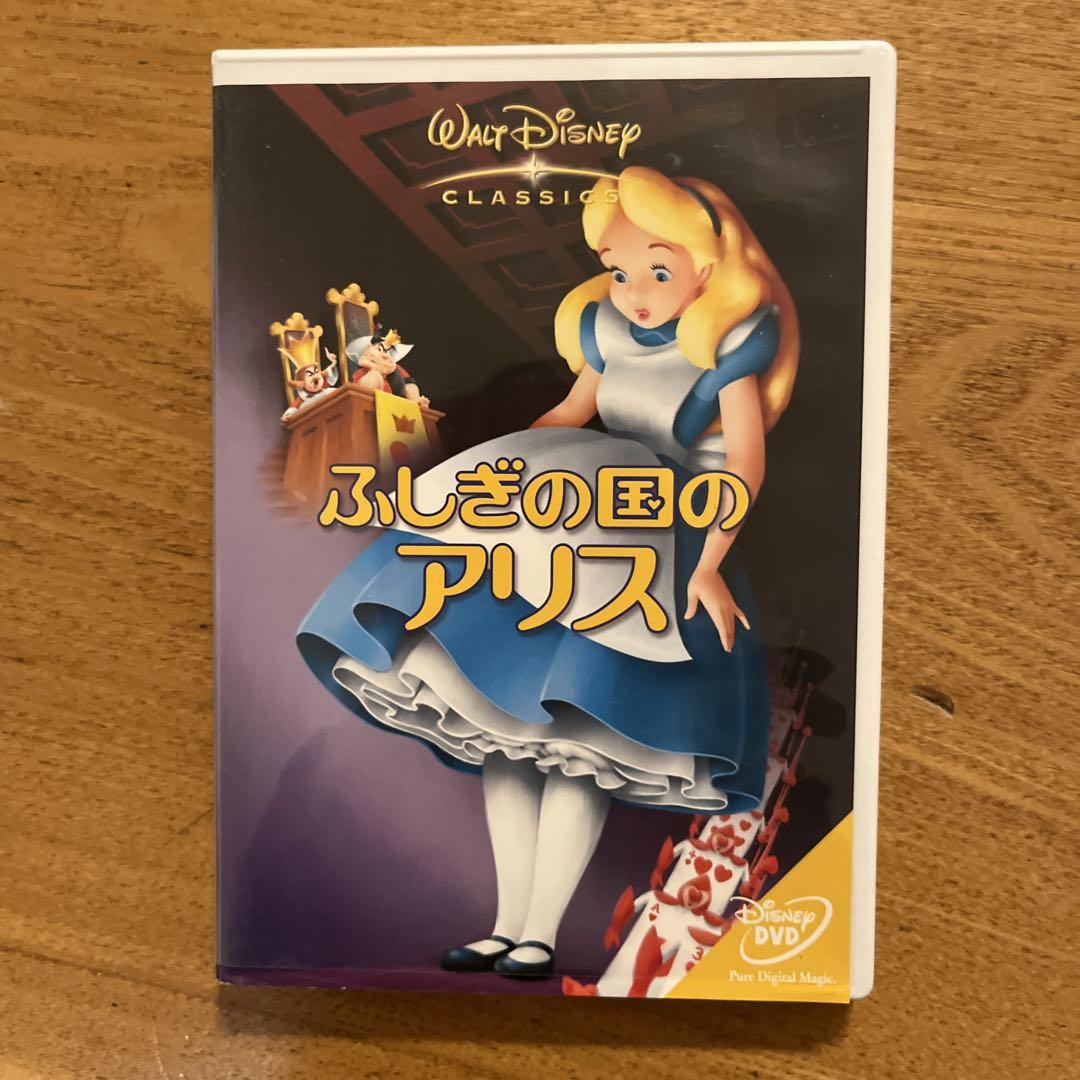 WALT DISNEY
CLASSICS
ふしぎの国の
アリス
DISNEY
DVD
Pure Digital Magic.